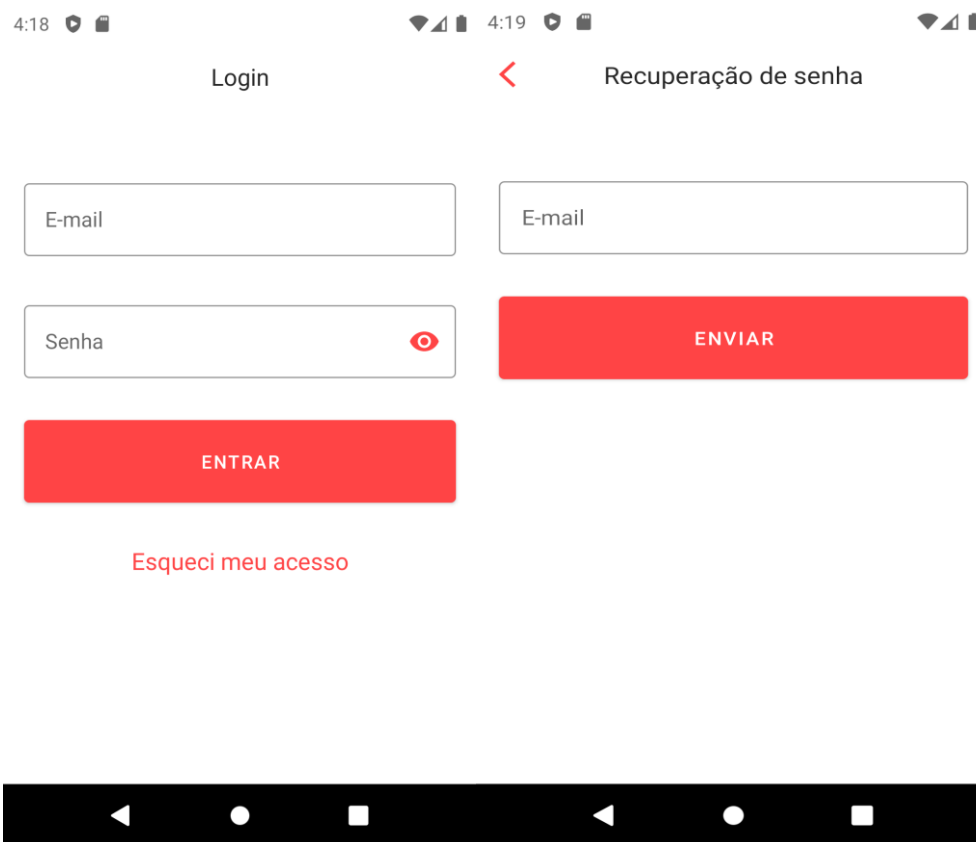 4:18
Login
E-mail
Senha
ENTRAR
Esqueci meu acesso
4:19
Recuperação de senha
E-mail
ENVIAR